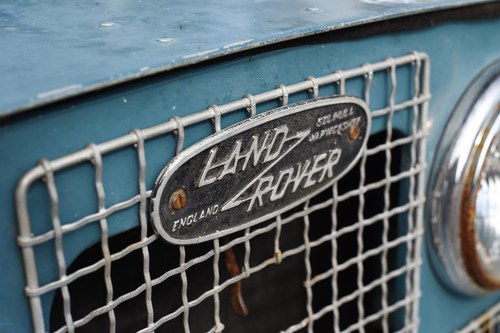 LAND
ROVER
SOLIHULL
WARWICKSHIRE
ENGLAND